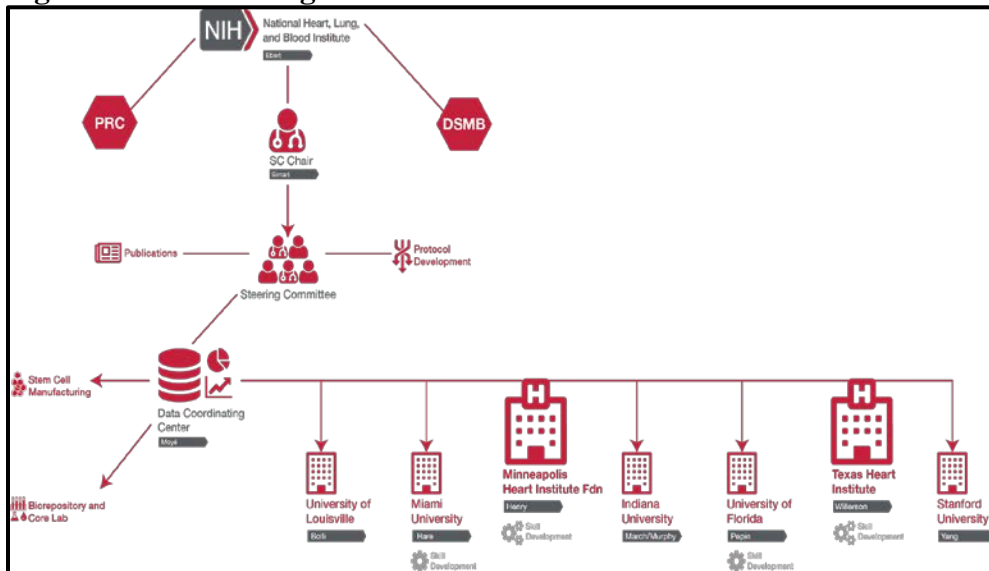 NIH
National Heart, Lung,
and Blood Institute
Ebert
PRC
DSMB
SC Chair
Simari
Publications
Protocol
Development
Steering Committee
Stem Cell
Manufacturing
Data Coordinating
Center
Moyé
Biorepository and
Core Lab
University of
Louisville
Bolli
Miami
University
Hare
Skill
Development
Minneapolis
Heart Institute Fdn
Henry
Skill
Development
Indiana
University
March/Murphy
University of
Florida
Pepin
Skill
Development
Texas Heart
Institute
Willerson
Skill
Development
Stanford
University
Yang